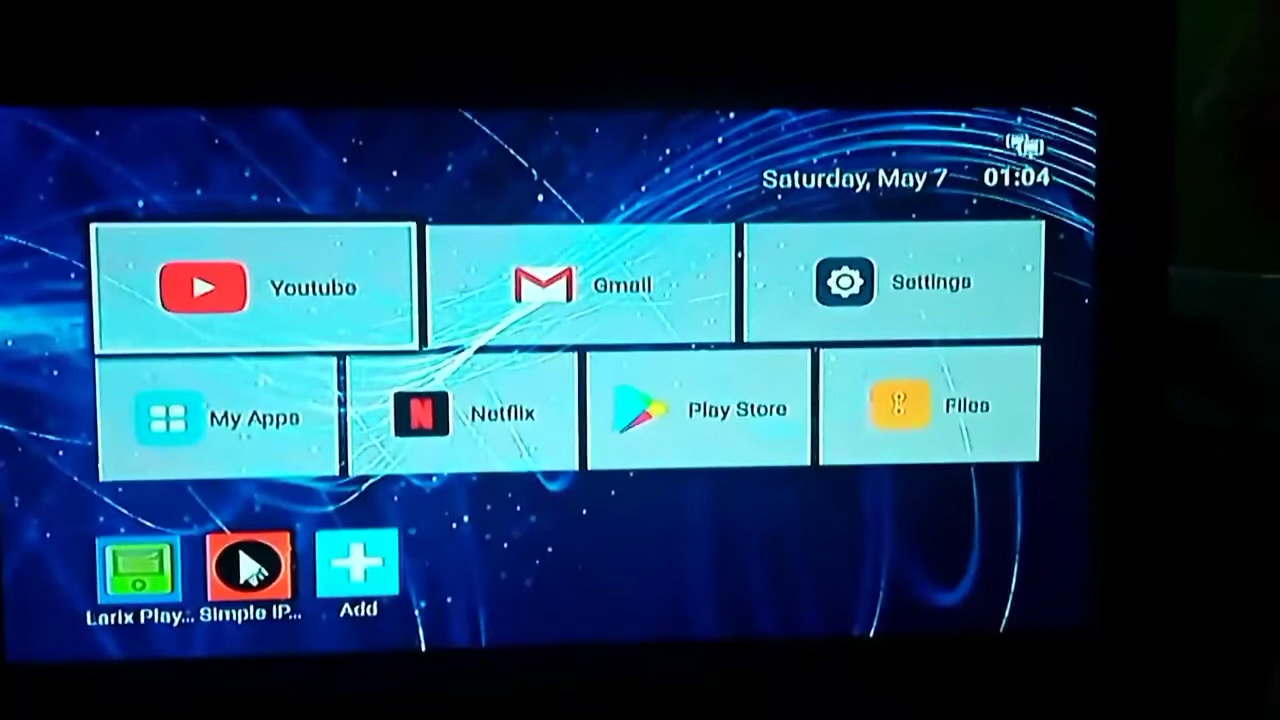 Saturday, May 7 01:04
Youtube
Gmail
Settings
My Apps
N
Netflix
Play Store
Files
Larix Play...
Simple IP...
Add